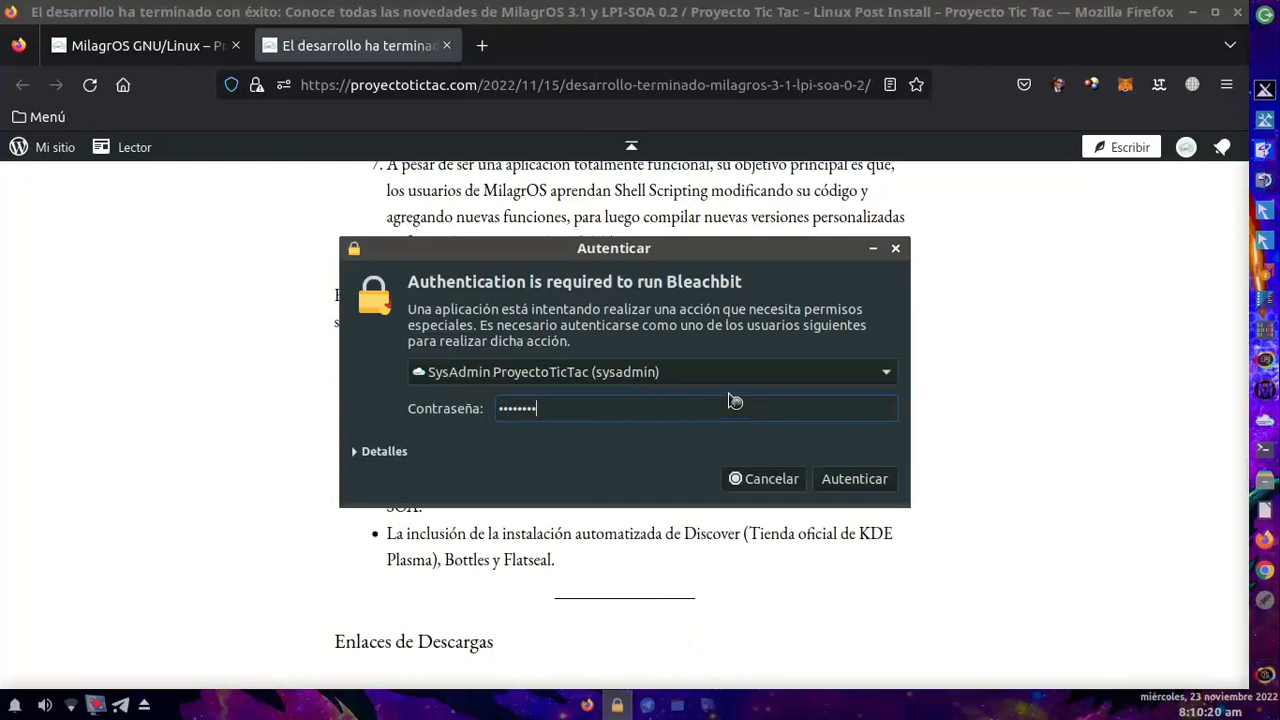 El desarrollo ha terminado con éxito: Conoce todas las novedades de MilagrOS 3.1 y LPI-SOA 0.2 / Proyecto Tic Tac – Linux Post Install – Proyecto Tic Tac — Mozilla Firefox
MilagrOS GNU/Linux – Pr
El desarrollo ha terminad
https://proyectotictac.com/2022/11/15/desarrollo-terminado-milagros-3-1-lpi-soa-0-2/
Menú
Mi sitio
Lector
Escribir
7. A pesar de ser una aplicación totalmente funcional, su objetivo principal es que,
los usuarios de MilagrOS aprendan Shell Scripting modificando su código y
agregando nuevas funciones, para luego compilar nuevas versiones personalizadas
Autenticar
Authentication is required to run Bleachbit
Una aplicación está intentando realizar una acción que necesita permisos
especiales. Es necesario autenticarse como uno de los usuarios siguientes
para realizar dicha acción.
SysAdmin ProyectoTicTac (sysadmin)
Contraseña: ••••••••
Detalles
Cancelar
Autenticar
SOA.
• La inclusión de la instalación automatizada de Discover (Tienda oficial de KDE
Plasma), Bottles y Flatseal.
Enlaces de Descargas
miércoles, 23 noviembre 2022
8:10:20 am